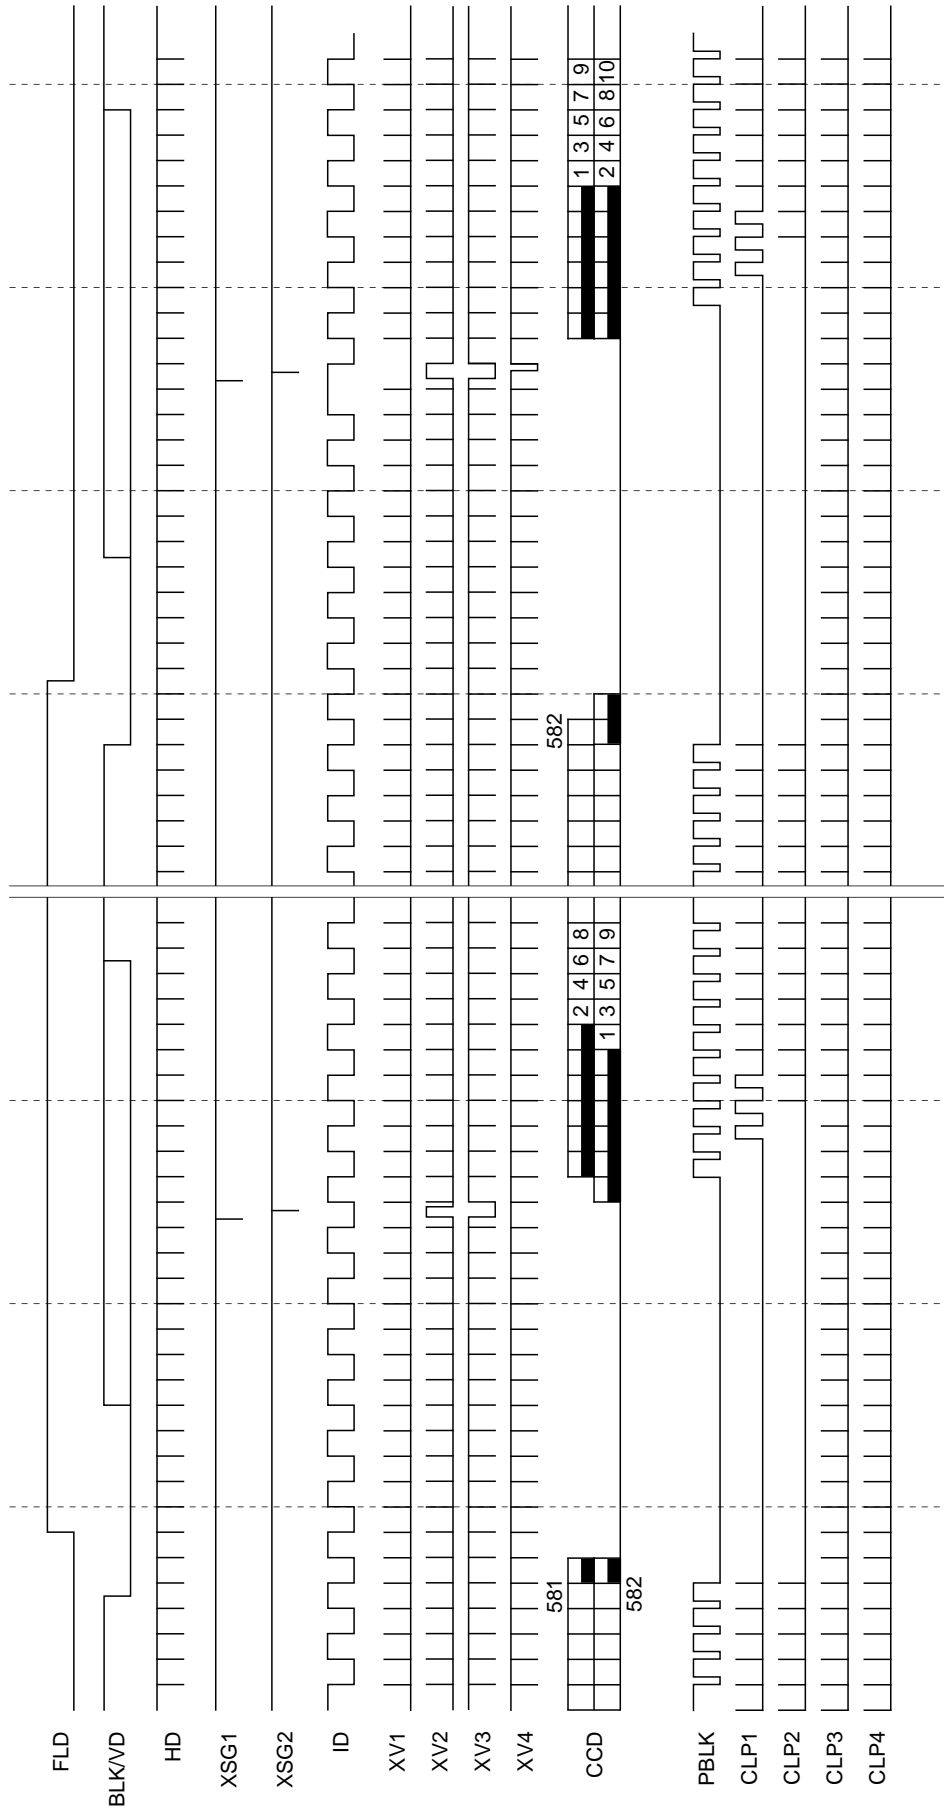 FLD
BLK/VD
HD
XSG1
XSG2
ID
XV1
XV2
XV3
XV4
581 582
2 4 6 8 1 3 5 7 9
CCD
1 3 5 7 9 2 4 6 8 10
582
PBLK
CLP1
CLP2
CLP3
CLP4